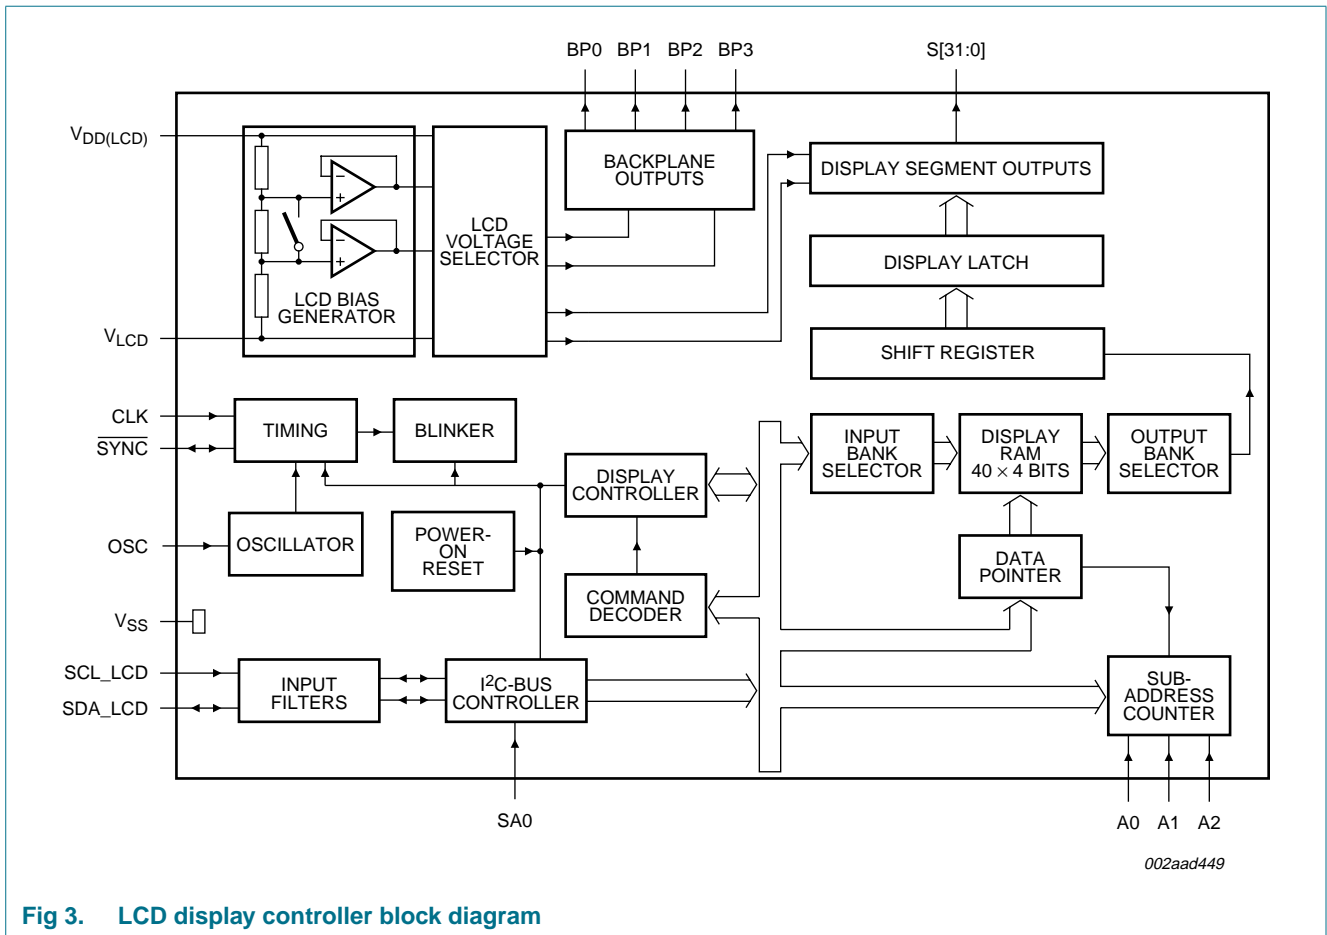 BP0 BP1 BP2 BP3 S[31:0]
VDD(LCD)
BACKPLANE
OUTPUTS
DISPLAY SEGMENT OUTPUTS
LCD
VOLTAGE
SELECTOR
−
+
−
+
LCD BIAS
GENERATOR
DISPLAY LATCH
VLCD
SHIFT REGISTER
CLK
SYNC
TIMING
BLINKER
DISPLAY
CONTROLLER
INPUT
BANK
SELECTOR
DISPLAY
RAM
40 × 4 BITS
OUTPUT
BANK
SELECTOR
OSC
OSCILLATOR
POWER-
ON
RESET
COMMAND
DECODER
DATA
POINTER
VSS
SCL_LCD
SDA_LCD
INPUT
FILTERS
I²C-BUS
CONTROLLER
SUB-
ADDRESS
COUNTER
SA0
A0 A1 A2
002aad449
Fig 3. LCD display controller block diagram